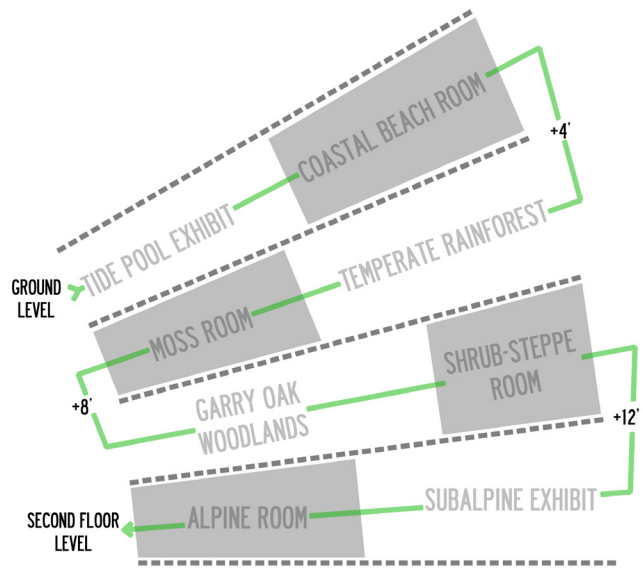 COASTAL BEACH ROOM
+4'
TIDE POOL EXHIBIT
TEMPERATE RAINFOREST
GROUND
LEVEL
MOSS ROOM
SHRUB-STEPPE
ROOM
+8'
GARRY OAK
WOODLANDS
+12'
SUBALPINE EXHIBIT
SECOND FLOOR
LEVEL
ALPINE ROOM